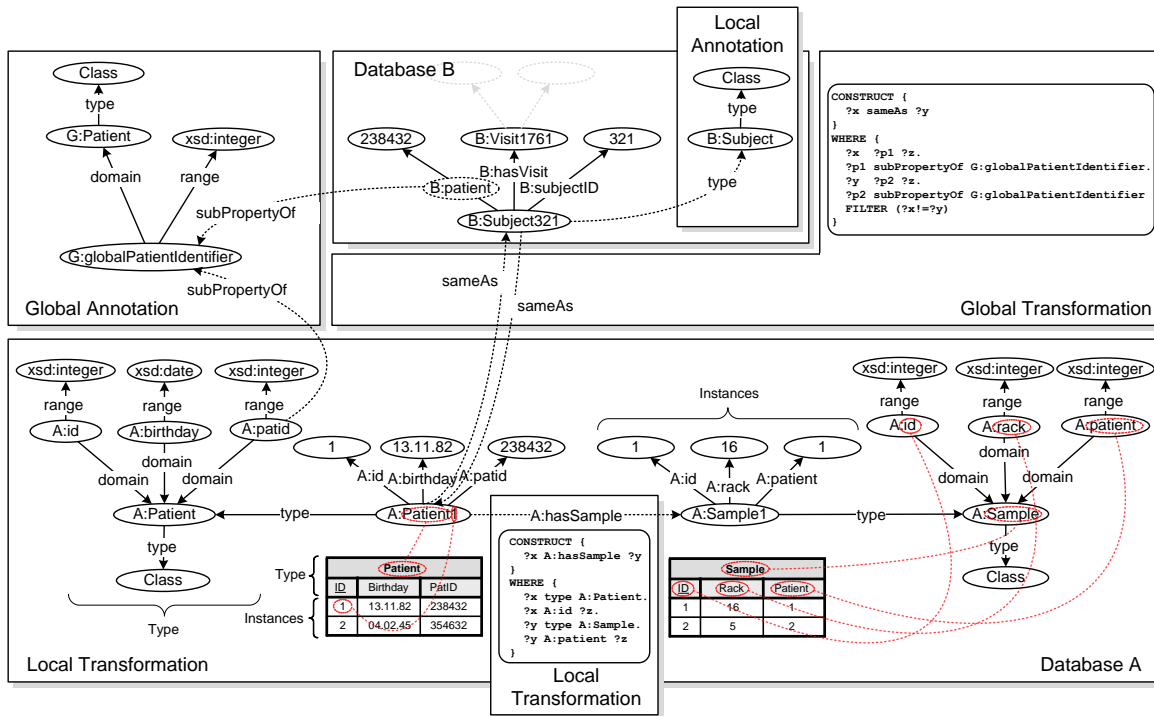 Class
type
G:Patient
xsd:integer
domain
range
subPropertyOf
G:globalPatientIdentifier
subPropertyOf
Global Annotation
Database B
238432
B:Visit1761
321
B:hasVisit
B:patient
B:subjectID
B:Subject321
type
sameAs
sameAs
Local
Annotation
Class
type
B:Subject
CONSTRUCT {
?x sameAs ?y
}
WHERE {
?x ?p1 ?z.
?p1 subPropertyOf G:globalPatientIdentifier.
?y ?p2 ?z.
?p2 subPropertyOf G:globalPatientIdentifier
FILTER (?x!=?y)
}
Global Transformation
xsd:integer
xsd:date
xsd:integer
range
range
range
A:id
A:birthday
A:patid
domain
domain
domain
A:Patient
type
Class
Type
1
13.11.82
238432
A:id
A:birthday
A:patid
type
A:Patient1
A:hasSample
Instances
1
16
1
A:id
A:rack
A:patient
A:Sample1
type
xsd:integer
xsd:integer
xsd:integer
range
range
range
A:id
A:rack
A:patient
domain
domain
domain
A:Sample
type
Class
Type
Instances
Patient
ID Birthday PatID
1 13.11.82 238432
2 04.02.45 354632
CONSTRUCT {
?x A:hasSample ?y
}
WHERE {
?x type A:Patient.
?x A:id ?z.
?y type A:Sample.
?y A:patient ?z
}
Local
Transformation
Sample
ID Rack Patient
1 16 1
2 5 2
Local Transformation
Database A